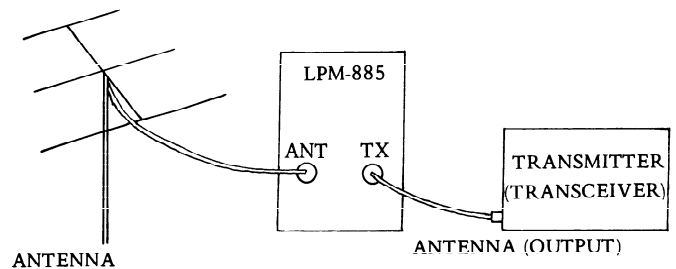 LPM-885
ANT TX
TRANSMITTER
(TRANSCEIVER)
ANTENNA (OUTPUT)
ANTENNA